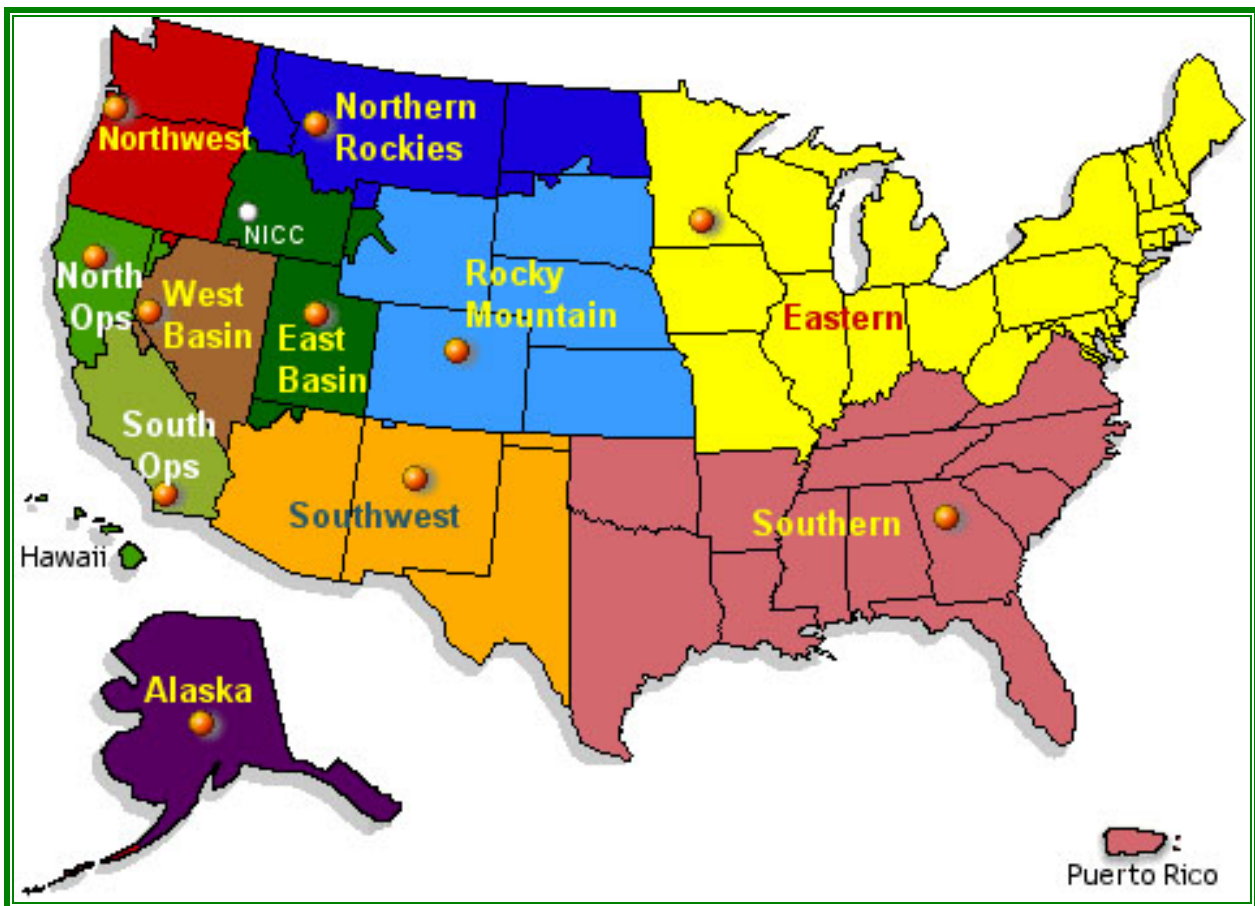 Northern
Rockies
Northwest
NICC
North
Ops
West
Basin
East
Basin
Rocky
Mountain
Eastern
South
Ops
Southwest
Southern
Hawaii
Alaska
Puerto Rico